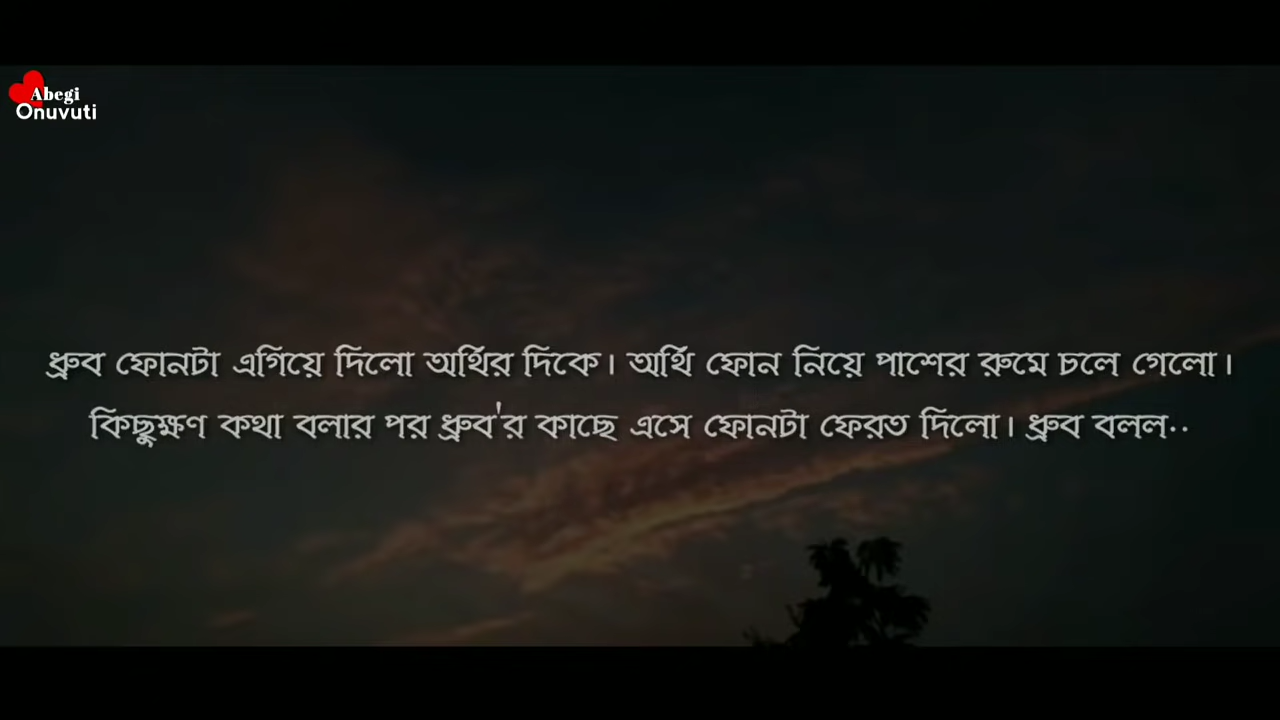 Abegi
Onuvuti
ধ্রুব ফোনটা এগিয়ে দিলো অর্থির দিকে। অর্থি ফোন নিয়ে পাশের রুমে চলে গেলো।
কিছুক্ষণ কথা বলার পর ধ্রুব'র কাছে এসে ফোনটা ফেরত দিলো। ধ্রুব বলল..